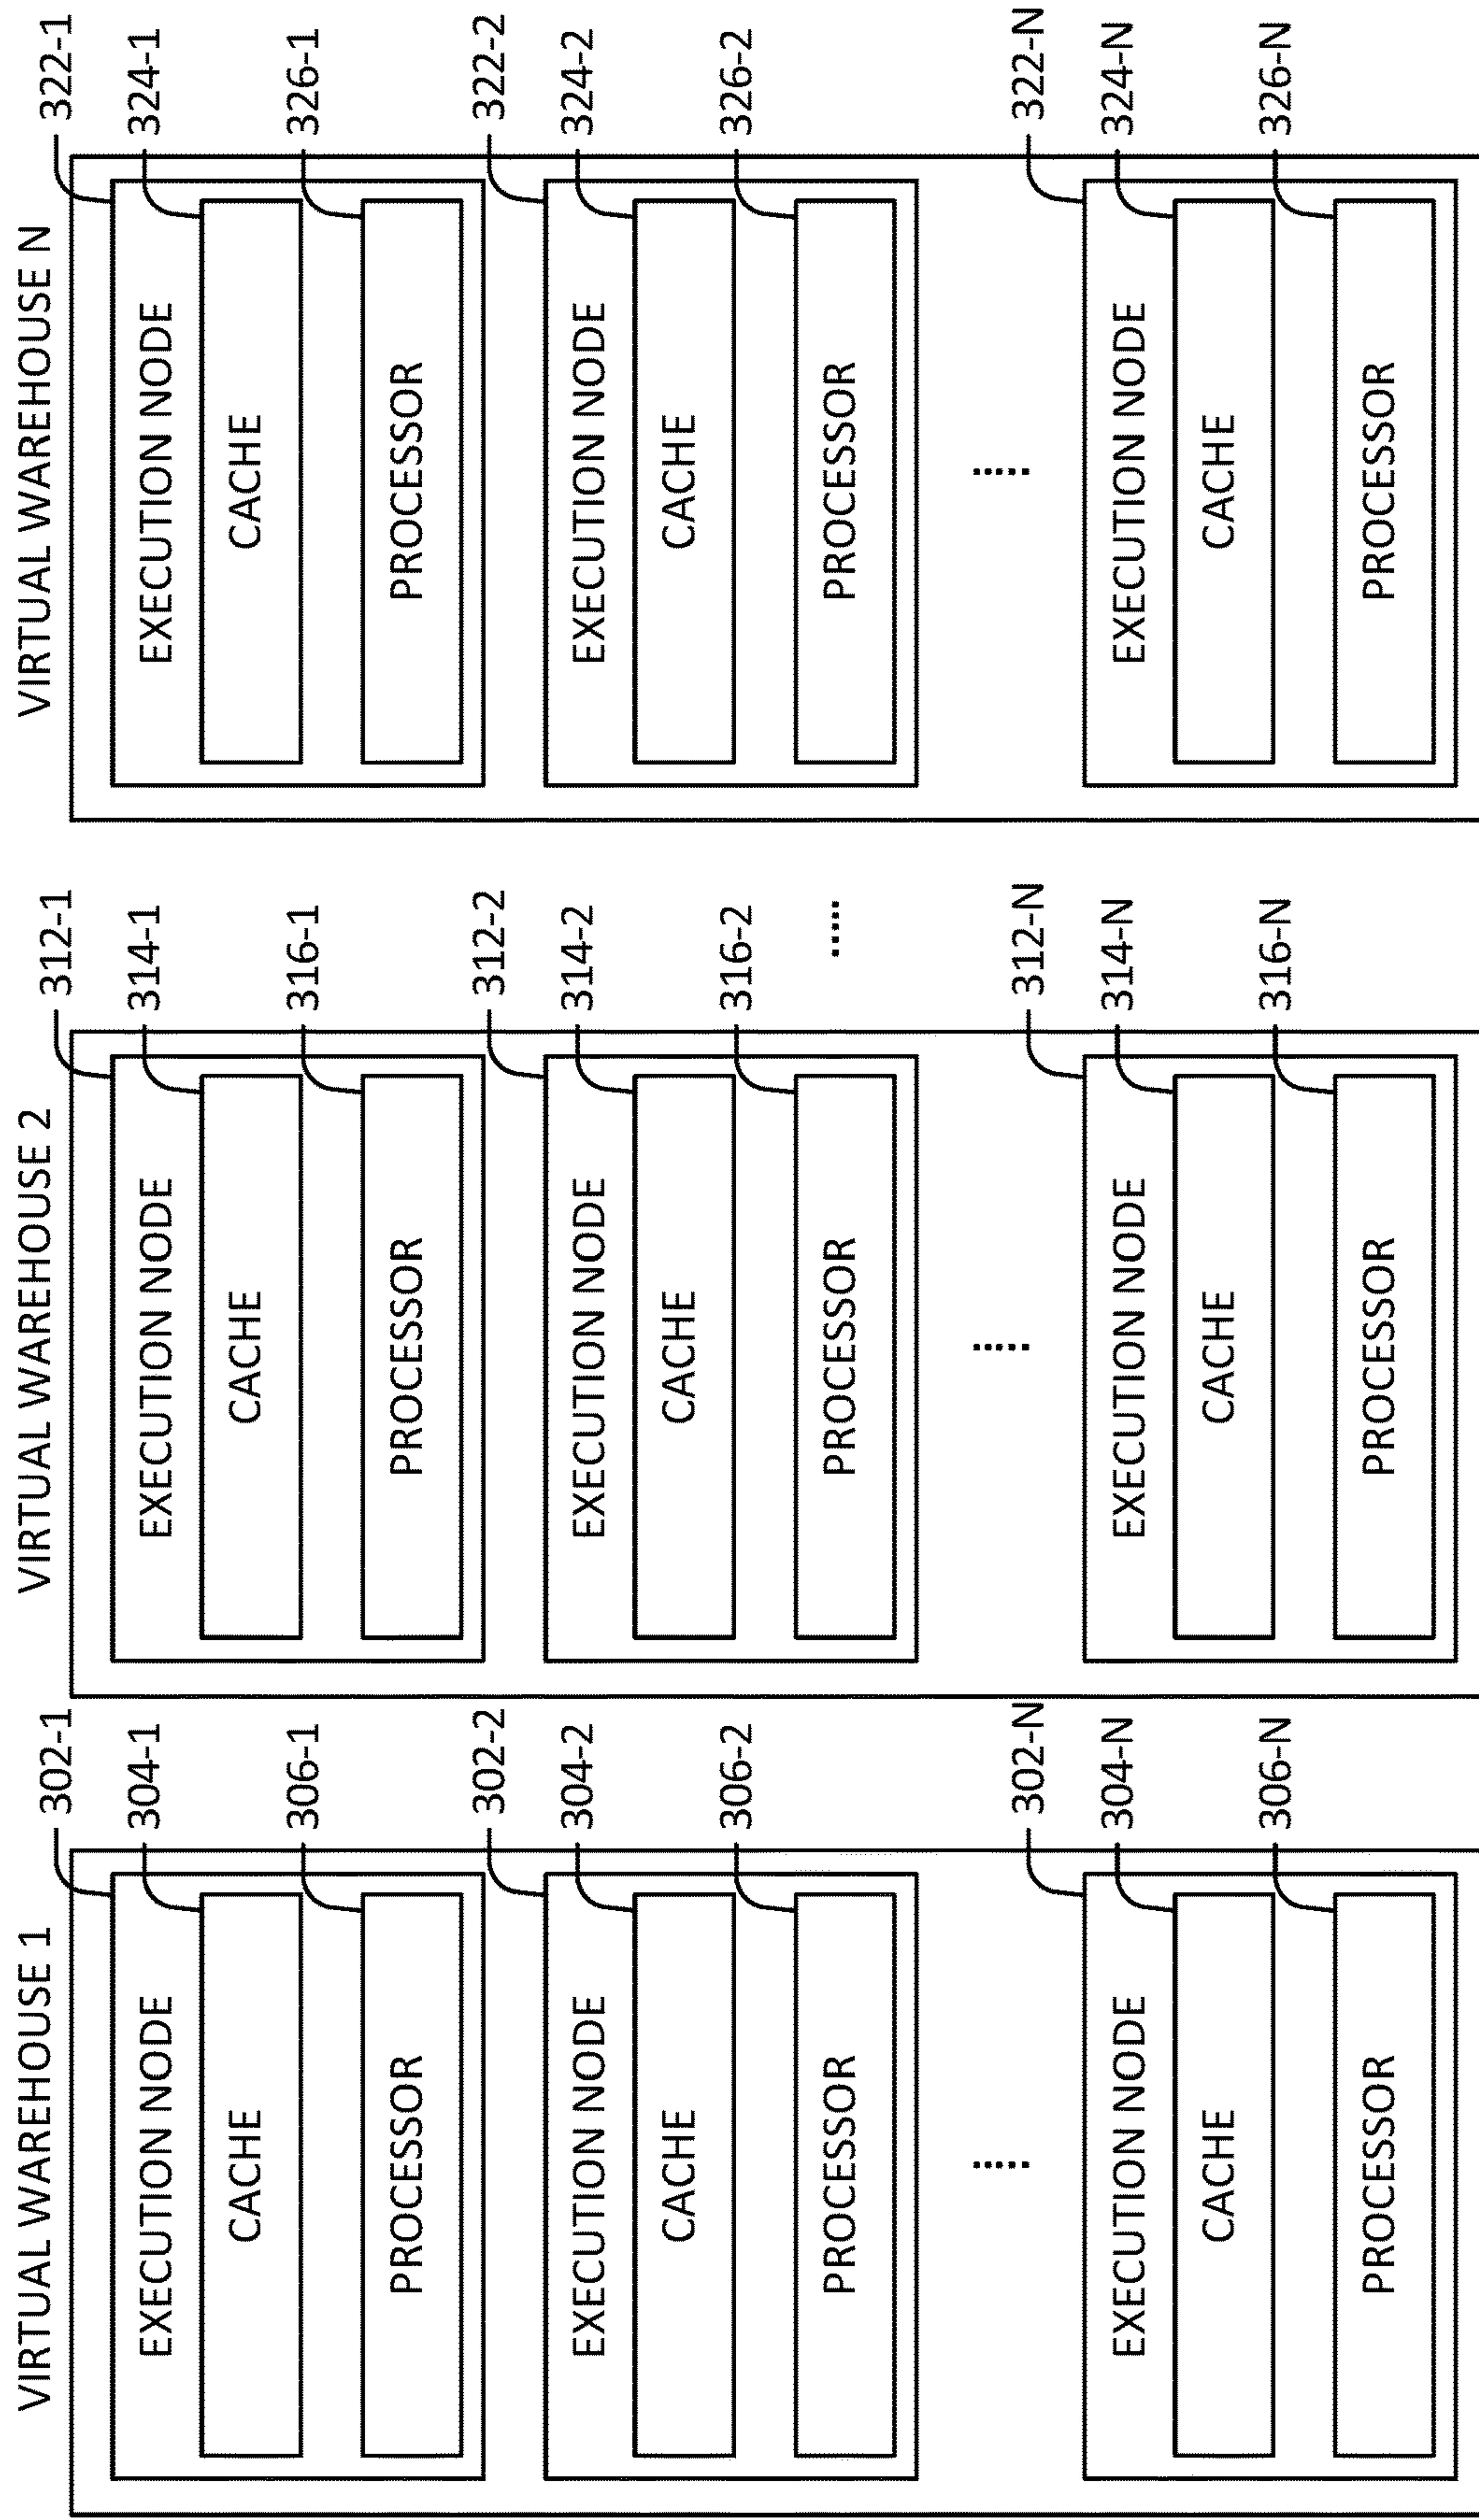 VIRTUAL WAREHOUSE 1
302-1
EXECUTION NODE
304-1
CACHE
306-1
PROCESSOR
302-2
EXECUTION NODE
304-2
CACHE
306-2
PROCESSOR
.....
302-N
EXECUTION NODE
304-N
CACHE
306-N
PROCESSOR
VIRTUAL WAREHOUSE 2
312-1
EXECUTION NODE
314-1
CACHE
316-1
PROCESSOR
312-2
EXECUTION NODE
314-2
CACHE
316-2
PROCESSOR
.....
.....
312-N
EXECUTION NODE
314-N
CACHE
316-N
PROCESSOR
VIRTUAL WAREHOUSE N
322-1
EXECUTION NODE
324-1
CACHE
326-1
PROCESSOR
322-2
EXECUTION NODE
324-2
CACHE
326-2
PROCESSOR
.....
322-N
EXECUTION NODE
324-N
CACHE
326-N
PROCESSOR